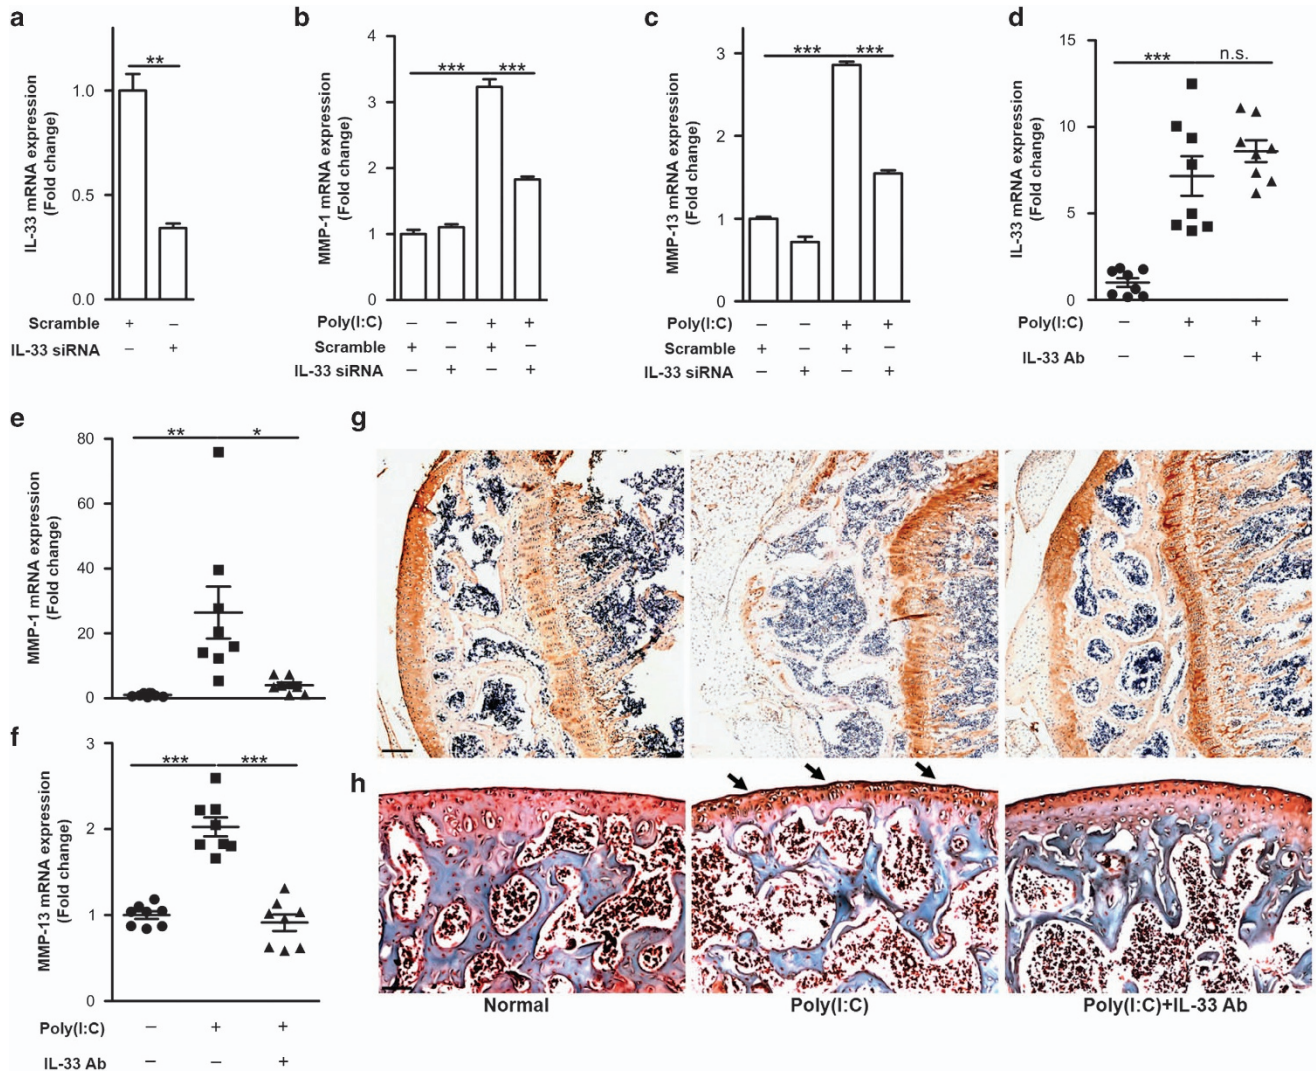 a
IL-33 mRNA expression
(Fold change)
1.0
0.5
0.0
**
Scramble + –
IL-33 siRNA – +
b
MMP-1 mRNA expression
(Fold change)
4
3
2
1
0
*** ***
Poly(I:C) – – + +
Scramble + – + –
IL-33 siRNA – + – +
c
MMP-13 mRNA expression
(Fold change)
3
2
1
0
*** ***
Poly(I:C) – – + +
Scramble + – + –
IL-33 siRNA – + – +
d
IL-33 mRNA expression
(Fold change)
15
10
5
0
*** n.s.
Poly(I:C) – + +
IL-33 Ab – – +
e
MMP-1 mRNA expression
(Fold change)
80
60
40
20
0
** *
f
MMP-13 mRNA expression
(Fold change)
3
2
1
0
*** ***
Poly(I:C) – + +
IL-33 Ab – – +
g
h
Normal Poly(I:C) Poly(I:C)+IL-33 Ab